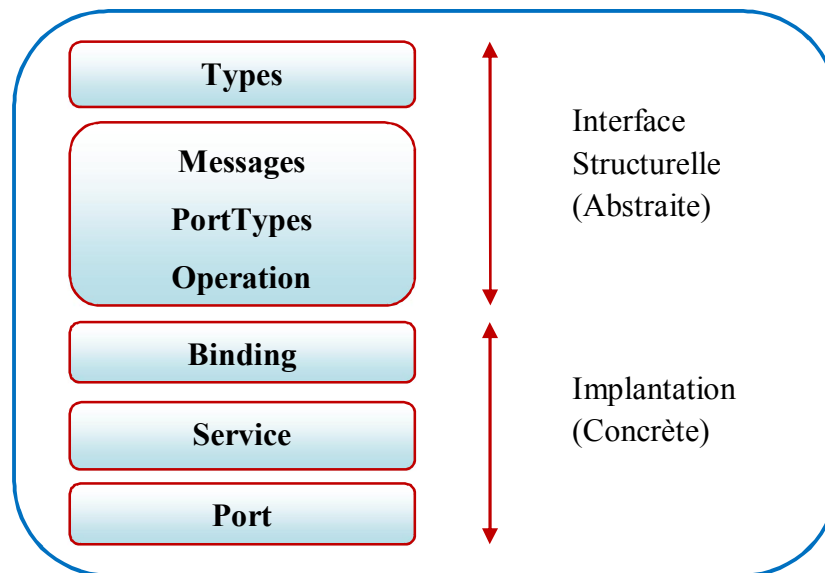 Types
Messages
PortTypes
Operation
Interface
Structurelle
(Abstraite)
Binding
Service
Port
Implantation
(Concrète)